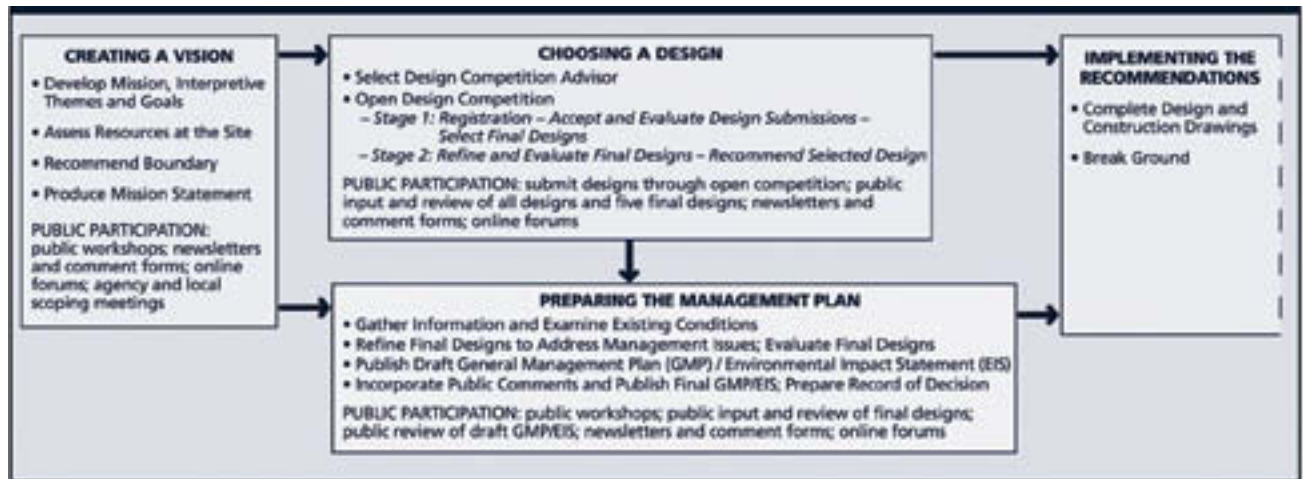 CREATING A VISION
• Develop Mission, Interpretive
Themes and Goals
• Assess Resources at the Site
• Recommend Boundary
• Produce Mission Statement
PUBLIC PARTICIPATION:
public workshops; newsletters
and comment forms; online
forums; agency and local
scoping meetings
CHOOSING A DESIGN
• Select Design Competition Advisor
• Open Design Competition
– Stage 1: Registration – Accept and Evaluate Design Submissions –
Select Final Designs
– Stage 2: Refine and Evaluate Final Designs – Recommend Selected Design
PUBLIC PARTICIPATION: submit designs through open competition; public
input and review of all designs and five final designs; newsletters and
comment forms; online forums
PREPARING THE MANAGEMENT PLAN
• Gather Information and Examine Existing Conditions
• Refine Final Designs to Address Management Issues; Evaluate Final Designs
• Publish Draft General Management Plan (GMP) / Environmental Impact Statement (EIS)
• Incorporate Public Comments and Publish Final GMP/EIS; Prepare Record of Decision
PUBLIC PARTICIPATION: public workshops; public input and review of final designs;
public review of draft GMP/EIS; newsletters and comment forms; online forums
IMPLEMENTING THE
RECOMMENDATIONS
• Complete Design and
Construction Drawings
• Break Ground